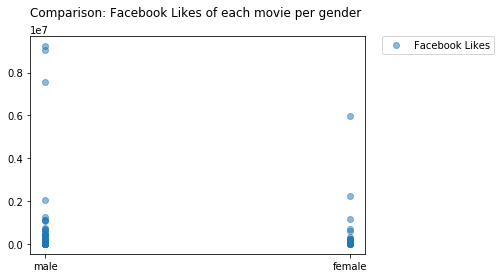 Comparison: Facebook Likes of each movie per gender
1e7
Facebook Likes
0.8
0.6
0.4
0.2
0.0
male female